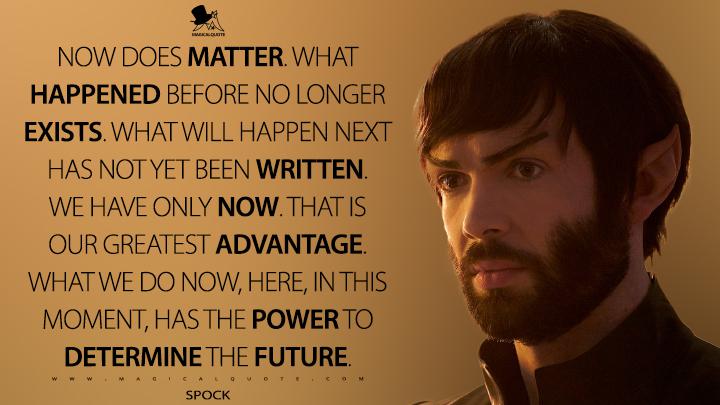 MAGICALQUOTE
NOW DOES MATTER. WHAT
HAPPENED BEFORE NO LONGER
EXISTS. WHAT WILL HAPPEN NEXT
HAS NOT YET BEEN WRITTEN.
WE HAVE ONLY NOW. THAT IS
OUR GREATEST ADVANTAGE.
WHAT WE DO NOW, HERE, IN THIS
MOMENT, HAS THE POWER TO
DETERMINE THE FUTURE.
WWW.MAGICALQUOTE.COM
SPOCK